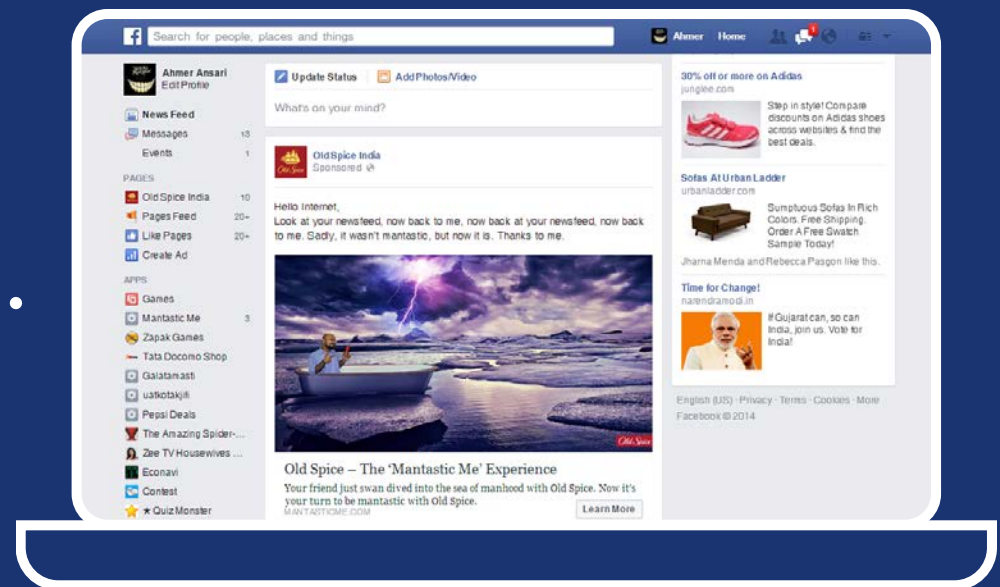 Search for people, places and things
Ahmer
Home
1
Ahmer Ansari
Edit Profile
News Feed
Messages 13
Events 1
PAGES
Old Spice India 10
Pages Feed 20+
Like Pages 20+
Create Ad
APPS
Games
Mantastic Me 3
Zapak Games
Tata Docomo Shop
Galatamasti
uatkotakjifi
Pepsi Deals
The Amazing Spider-...
Zee TV Housewives ...
Econavi
Contest
★ Quiz Monster
Update Status
Add Photos/Video
What's on your mind?
Old Spice India
Sponsored
Hello Internet,
Look at your newsfeed, now back to me, now back at your newsfeed, now back
to me. Sadly, it wasn't mantastic, but now it is. Thanks to me.
Old Spice
Old Spice – The 'Mantastic Me' Experience
Your friend just swan dived into the sea of manhood with Old Spice. Now it's
your turn to be mantastic with Old Spice.
MANTASTICME.COM
Learn More
30% off or more on Adidas
junglee.com
Step in style! Compare
discounts on Adidas shoes
across websites & find the
best deals.
Sofas At Urban Ladder
urbanladder.com
Sumptuous Sofas In Rich
Colors. Free Shipping.
Order A Free Swatch
Sample Today!
Jharna Menda and Rebecca Pasgon like this.
Time for Change!
narendramodi.in
If Gujarat can, so can
India, join us. Vote for
India!
English (US) · Privacy · Terms · Cookies · More
Facebook © 2014